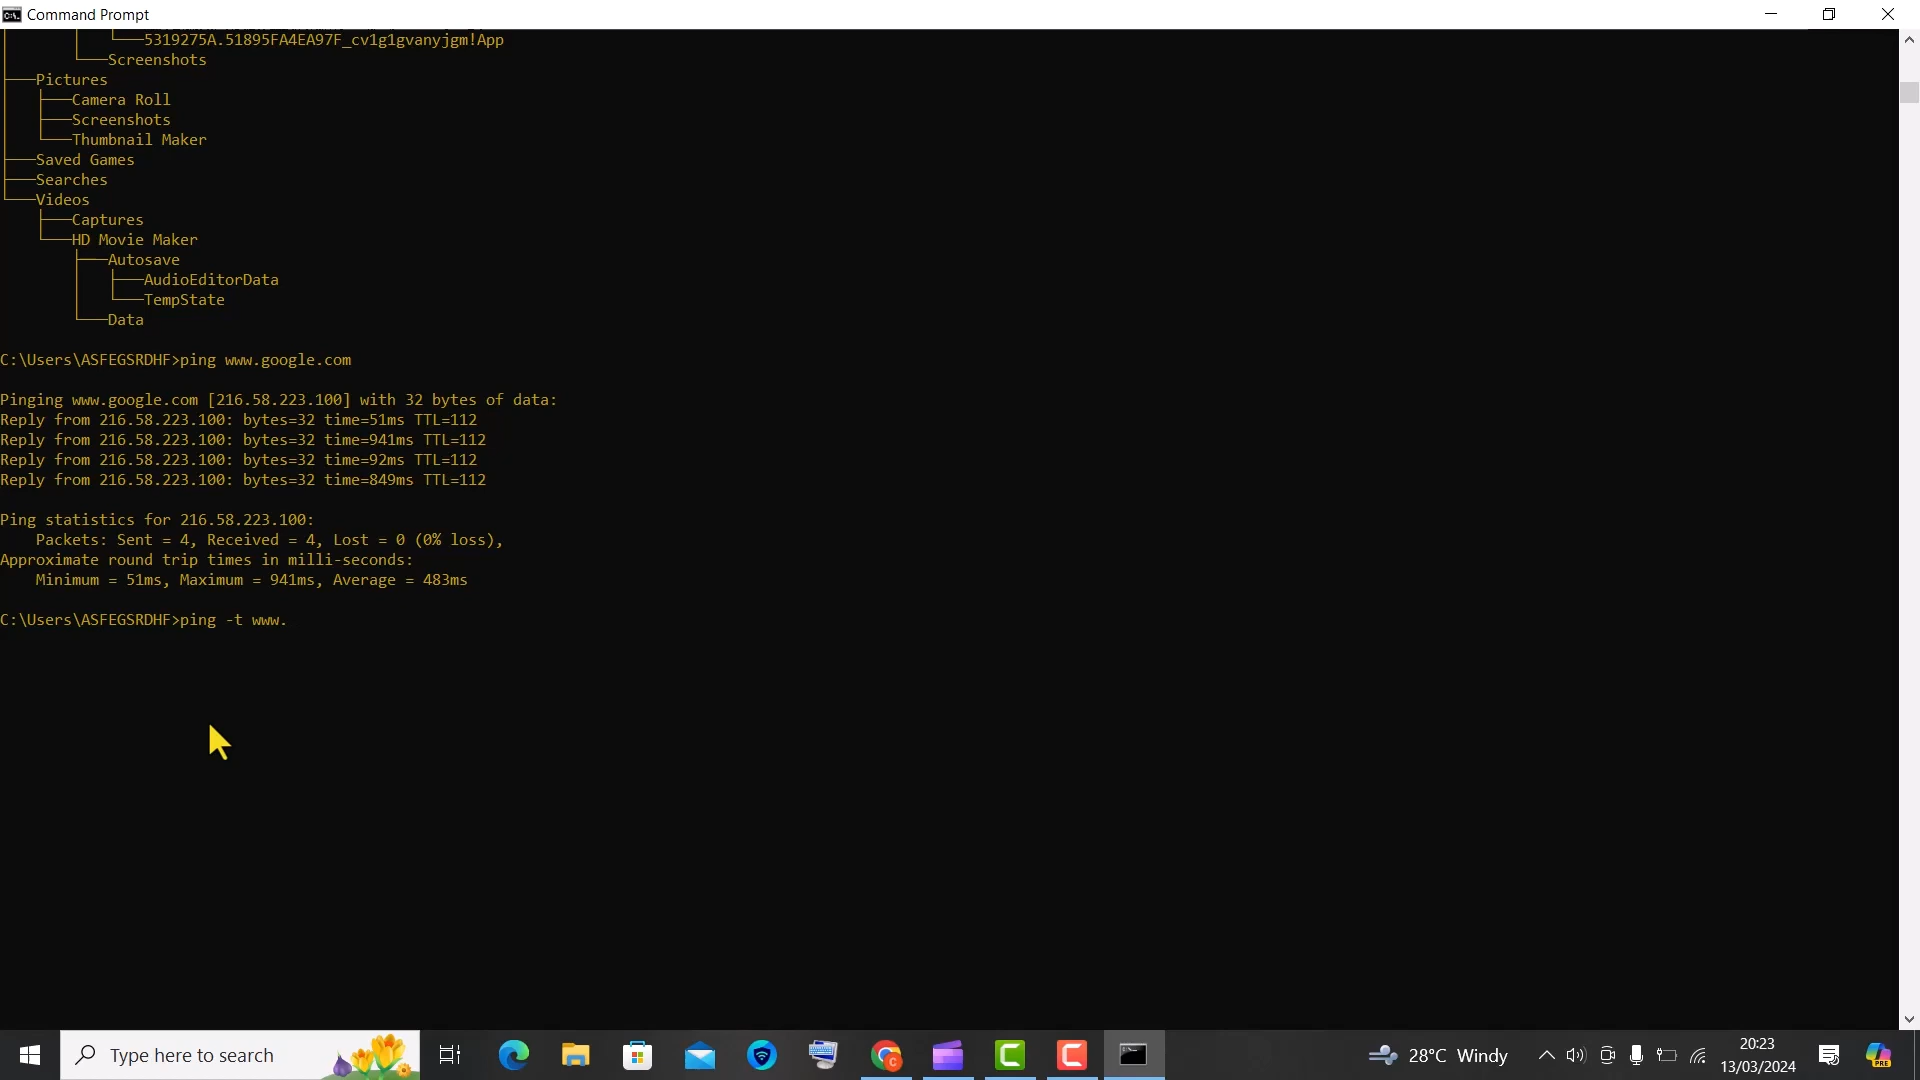 Command Prompt
└───5319275A.51895FA4EA97F_cv1g1gvanyjgm!App
└───Screenshots
├───Pictures
│   ├───Camera Roll
│   ├───Screenshots
│   └───Thumbnail Maker
├───Saved Games
├───Searches
└───Videos
    ├───Captures
    └───HD Movie Maker
        ├───Autosave
        │   ├───AudioEditorData
        │   └───TempState
        └───Data
C:\Users\ASFEGSRDHF>ping www.google.com
Pinging www.google.com [216.58.223.100] with 32 bytes of data:
Reply from 216.58.223.100: bytes=32 time=51ms TTL=112
Reply from 216.58.223.100: bytes=32 time=941ms TTL=112
Reply from 216.58.223.100: bytes=32 time=92ms TTL=112
Reply from 216.58.223.100: bytes=32 time=849ms TTL=112
Ping statistics for 216.58.223.100:
    Packets: Sent = 4, Received = 4, Lost = 0 (0% loss),
Approximate round trip times in milli-seconds:
    Minimum = 51ms, Maximum = 941ms, Average = 483ms
C:\Users\ASFEGSRDHF>ping -t www.
Type here to search
28°C Windy
20:23
13/03/2024
PRE